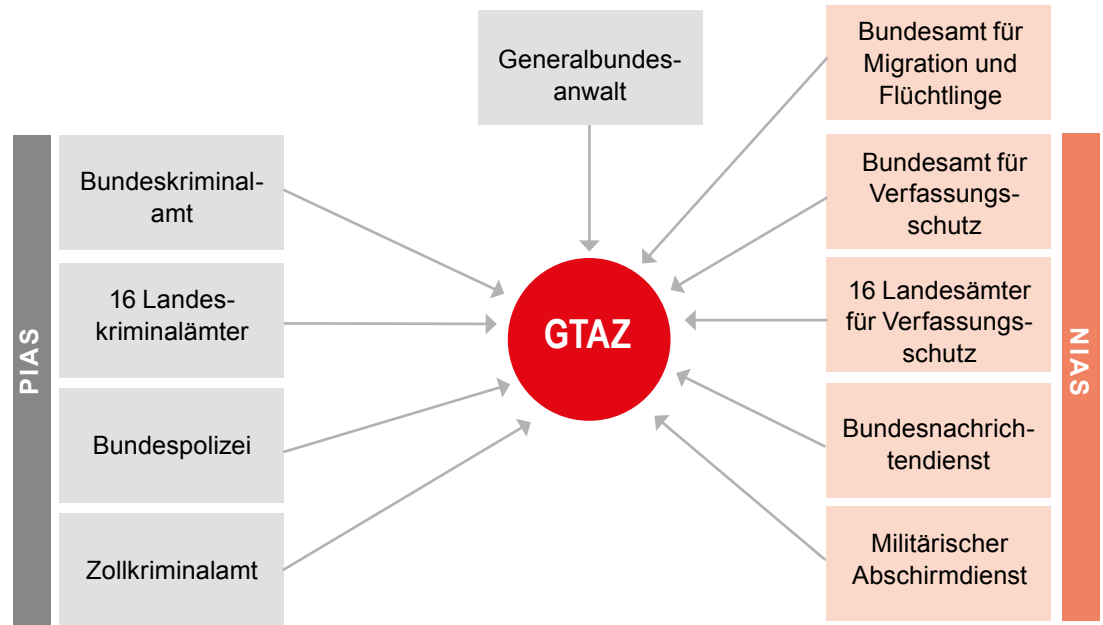 Generalbundes-
anwalt
Bundesamt für
Migration und
Flüchtlinge
PIAS
Bundeskriminal-
amt
16 Landes-
kriminalämter
Bundespolizei
Zollkriminalamt
GTAZ
Bundesamt für
Verfassungs-
schutz
16 Landesämter
für Verfassungs-
schutz
Bundesnachrich-
tendienst
Militärischer
Abschirmdienst
NIAS